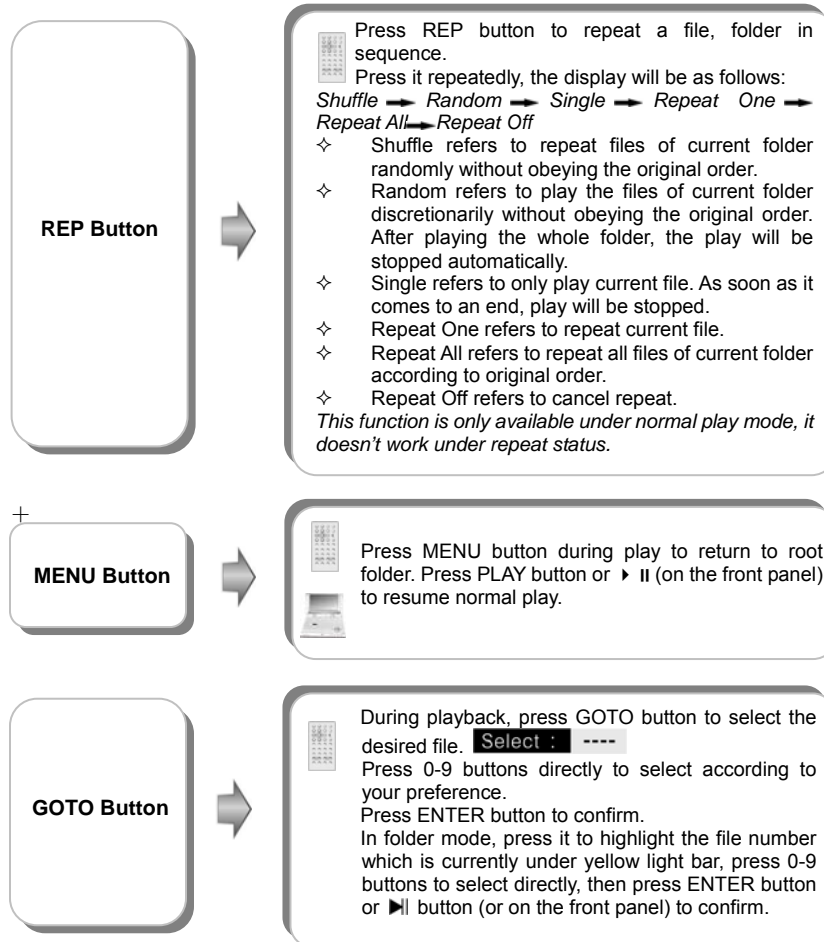 REP Button
Press REP button to repeat a file, folder in
sequence.
Press it repeatedly, the display will be as follows:
Shuffle → Random → Single → Repeat One →
Repeat All → Repeat Off
✧ Shuffle refers to repeat files of current folder
randomly without obeying the original order.
✧ Random refers to play the files of current folder
discretionarily without obeying the original order.
After playing the whole folder, the play will be
stopped automatically.
✧ Single refers to only play current file. As soon as it
comes to an end, play will be stopped.
✧ Repeat One refers to repeat current file.
✧ Repeat All refers to repeat all files of current folder
according to original order.
✧ Repeat Off refers to cancel repeat.
This function is only available under normal play mode, it
doesn't work under repeat status.
+
MENU Button
Press MENU button during play to return to root
folder. Press PLAY button or ▶ II (on the front panel)
to resume normal play.
GOTO Button
During playback, press GOTO button to select the
desired file. Select : ----
Press 0-9 buttons directly to select according to
your preference.
Press ENTER button to confirm.
In folder mode, press it to highlight the file number
which is currently under yellow light bar, press 0-9
buttons to select directly, then press ENTER button
or ▶II button (or on the front panel) to confirm.